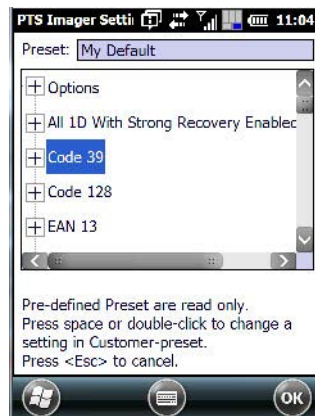 PTS Imager Setti 11:04
Preset: My Default
Options
All 1D With Strong Recovery Enablec
Code 39
Code 128
EAN 13
Pre-defined Preset are read only.
Press space or double-click to change a
setting in Customer-preset.
Press <Esc> to cancel.
OK